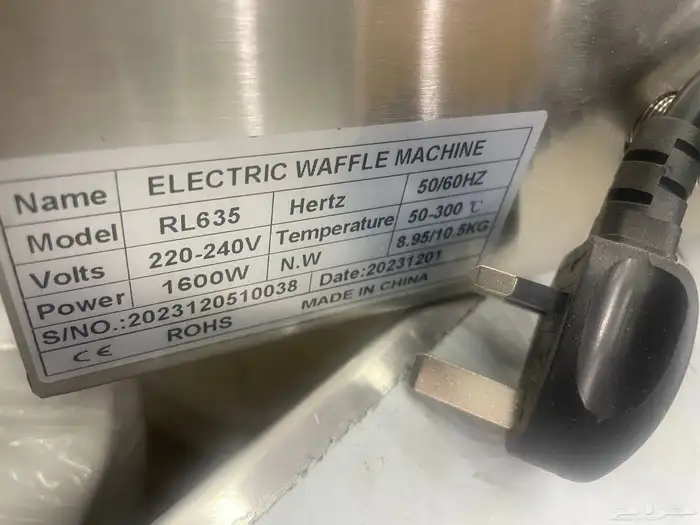 Name ELECTRIC WAFFLE MACHINE
Model RL635 Hertz 50/60HZ
Volts 220-240V Temperature 50-300 ℃
Power 1600W N.W 8.95/10.5KG
S/NO.:2023120510038 Date:20231201
CE ROHS MADE IN CHINA
حراج